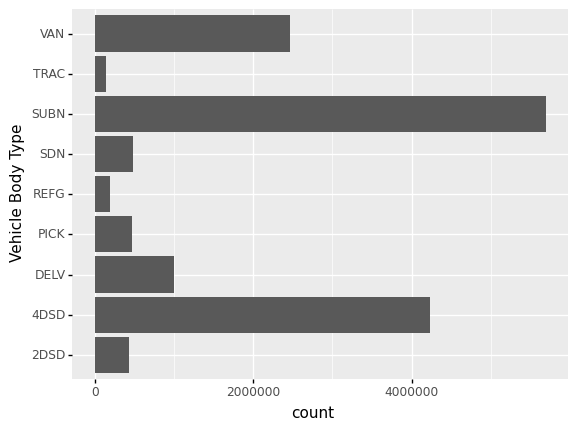 VAN
TRAC
SUBN
SDN
REFG
PICK
DELV
4DSD
2DSD
Vehicle Body Type
0 2000000 4000000
count